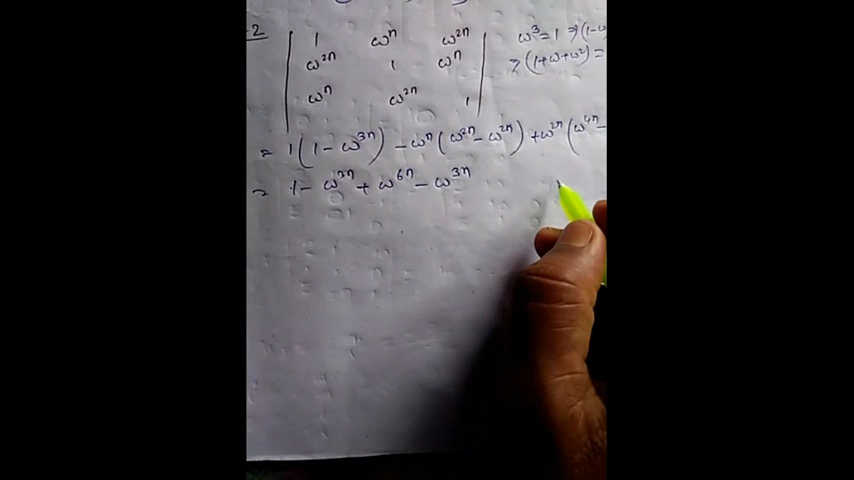 -2
| 1 ωⁿ ω²ⁿ | ω³ = 1 ⇒ (1-ω
| ω²ⁿ 1 ωⁿ | ⇒ (1+ω+ω²) =
| ωⁿ ω²ⁿ 1 |
= 1(1 - ω³ⁿ) - ωⁿ(ω²ⁿ - ω²ⁿ) + ω²ⁿ(ω⁴ⁿ -
= 1 - ω³ⁿ + ω⁶ⁿ - ω³ⁿ